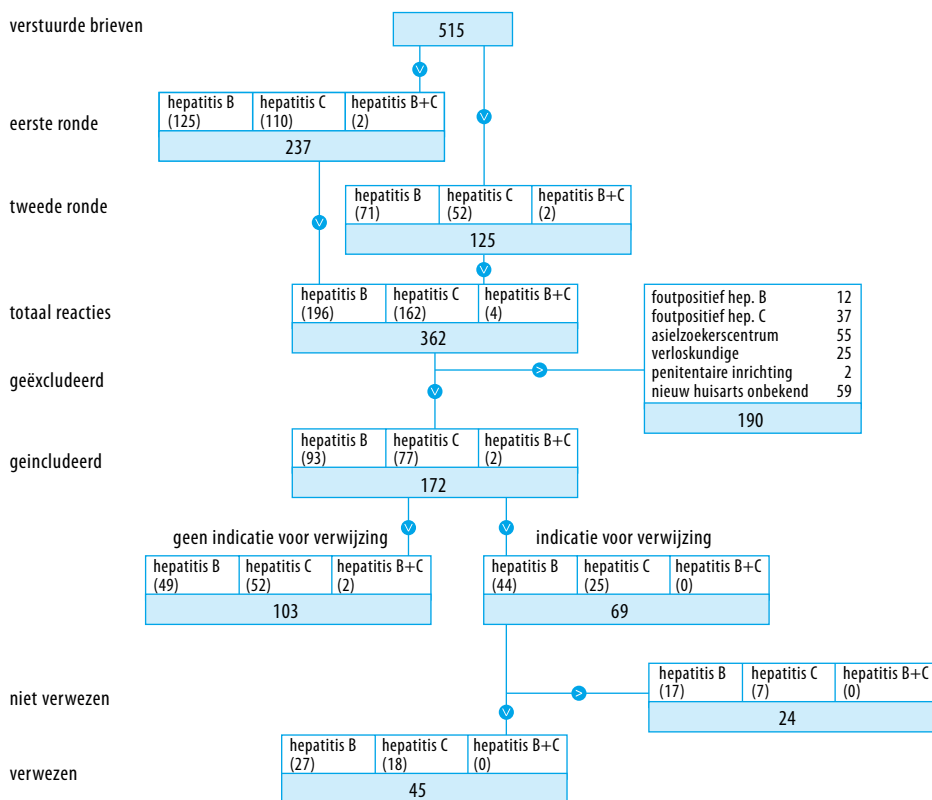 verstuurde brieven
515
eerste ronde
hepatitis B hepatitis C hepatitis B+C
(125) (110) (2)
237
tweede ronde
hepatitis B hepatitis C hepatitis B+C
(71) (52) (2)
125
totaal reacties
hepatitis B hepatitis C hepatitis B+C
(196) (162) (4)
362
geëxcludeerd
foutpositief hep. B 12
foutpositief hep. C 37
asielzoekerscentrum 55
verloskundige 25
penitentaire inrichting 2
nieuw huisarts onbekend 59
190
geincludeerd
hepatitis B hepatitis C hepatitis B+C
(93) (77) (2)
172
geen indicatie voor verwijzing
hepatitis B hepatitis C hepatitis B+C
(49) (52) (2)
103
indicatie voor verwijzing
hepatitis B hepatitis C hepatitis B+C
(44) (25) (0)
69
niet verwezen
hepatitis B hepatitis C hepatitis B+C
(17) (7) (0)
24
verwezen
hepatitis B hepatitis C hepatitis B+C
(27) (18) (0)
45